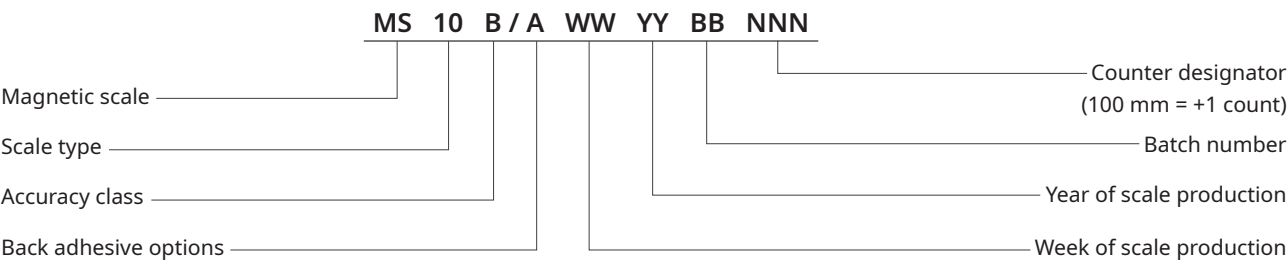 MS 10 B / A WW YY BB NNN
Counter designator
(100 mm = +1 count)
Magnetic scale
Batch number
Scale type
Year of scale production
Accuracy class
Week of scale production
Back adhesive options